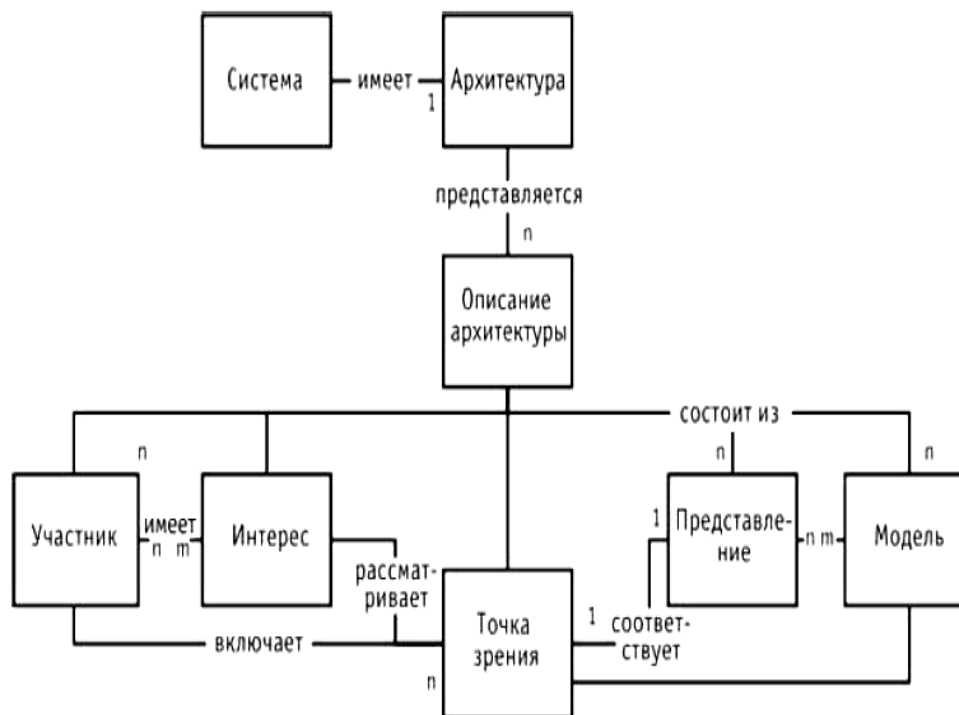 Система
имеет
Архитектура
1
представляется
n
Описание
архитектуры
состоит из
n
n
n
Участник
имеет
n m
Интерес
1
Представле-
ние
n m
Модель
рассмат-
ривает
включает
Точка
зрения
n
1
соответ-
ствует